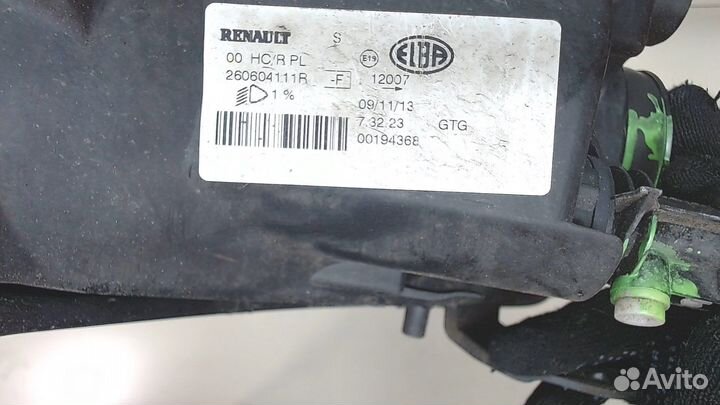 RENAULT S
00 HC/R PL E19 ELBA
260604111R -F 12007
1 %
09/11/13
7.32.23 GTG
00194368
Avito